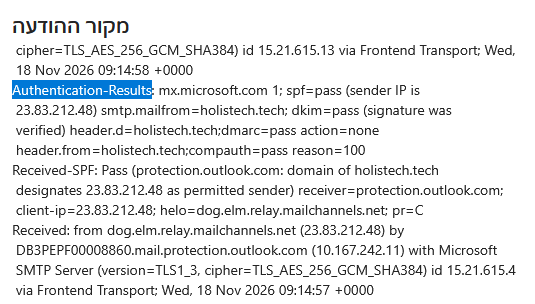 מקור ההודעה
cipher=TLS_AES_256_GCM_SHA384) id 15.21.615.13 via Frontend Transport; Wed,
18 Nov 2026 09:14:58 +0000
Authentication-Results: mx.microsoft.com 1; spf=pass (sender IP is
23.83.212.48) smtp.mailfrom=holistech.tech; dkim=pass (signature was
verified) header.d=holistech.tech;dmarc=pass action=none
header.from=holistech.tech;compauth=pass reason=100
Received-SPF: Pass (protection.outlook.com: domain of holistech.tech
designates 23.83.212.48 as permitted sender) receiver=protection.outlook.com;
client-ip=23.83.212.48; helo=dog.elm.relay.mailchannels.net; pr=C
Received: from dog.elm.relay.mailchannels.net (23.83.212.48) by
DB3PEPF00008860.mail.protection.outlook.com (10.167.242.11) with Microsoft
SMTP Server (version=TLS1_3, cipher=TLS_AES_256_GCM_SHA384) id 15.21.615.4
via Frontend Transport; Wed, 18 Nov 2026 09:14:57 +0000